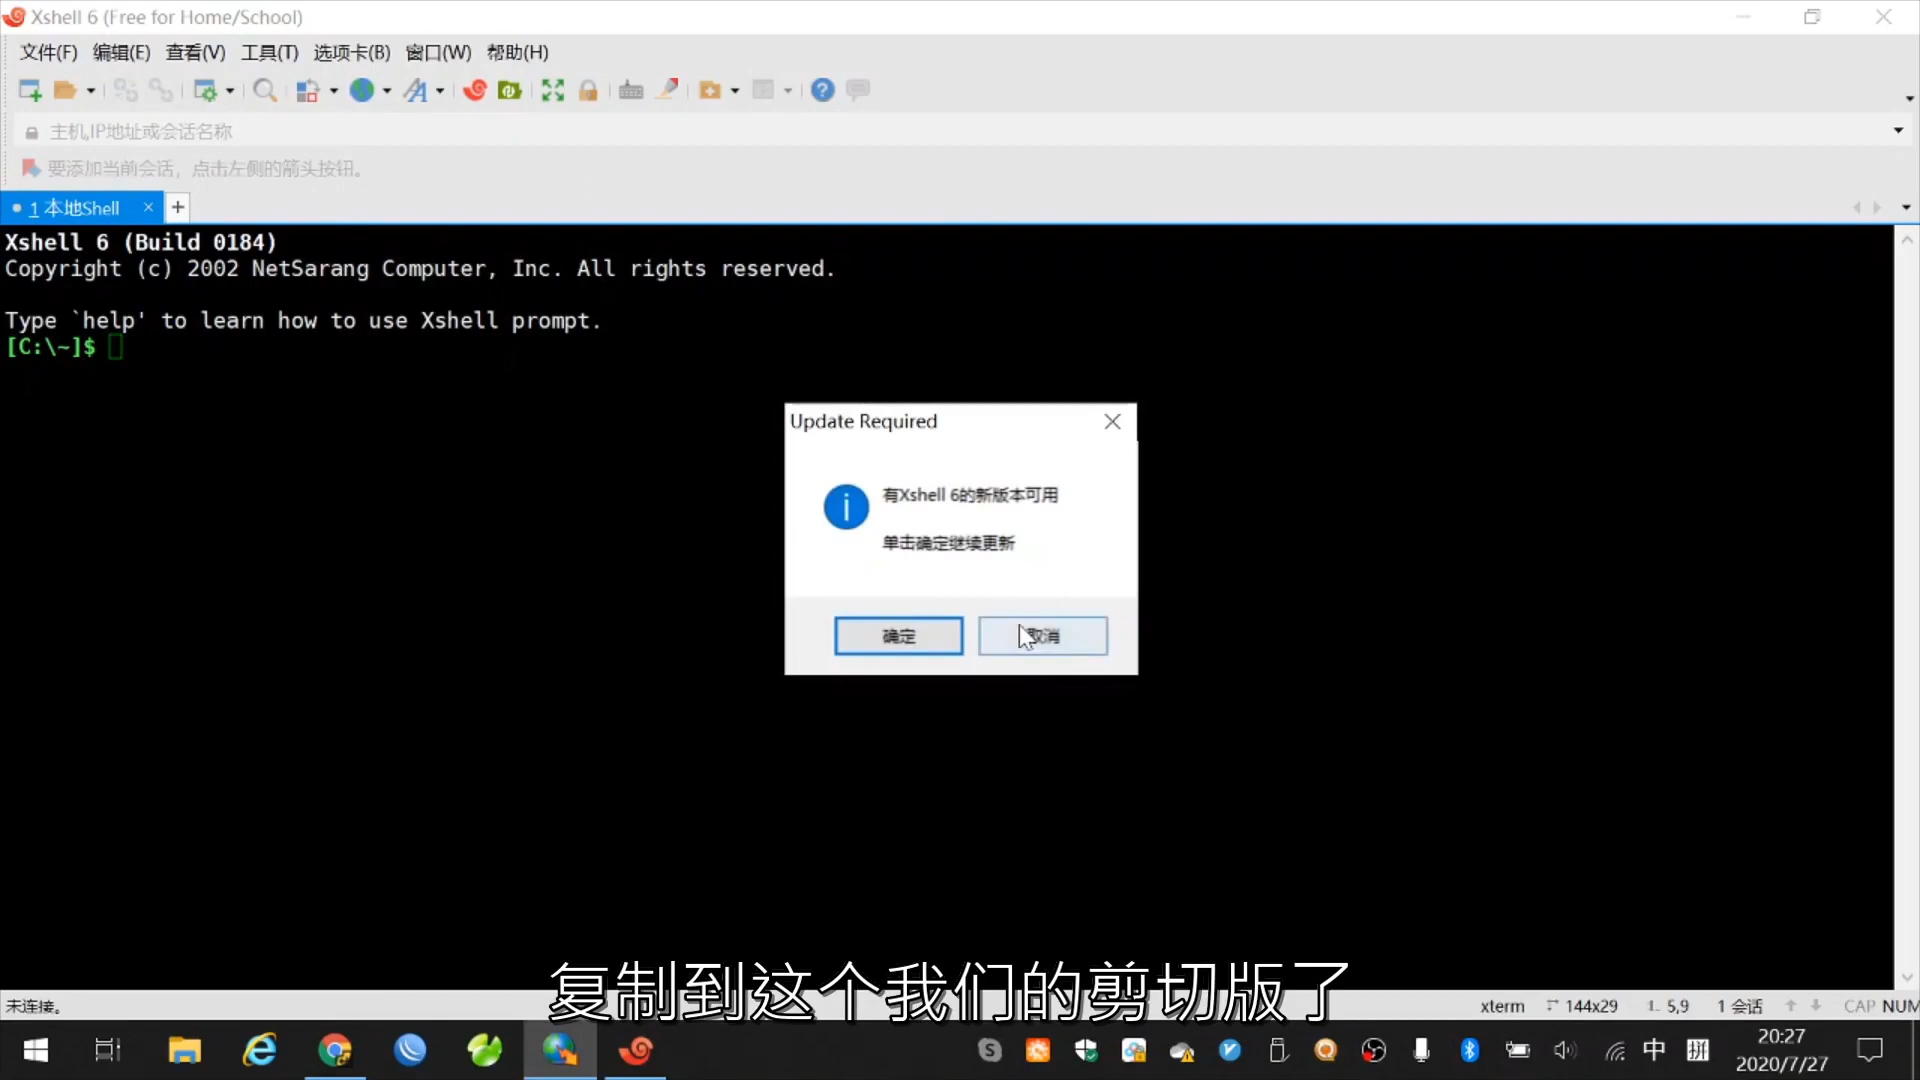 Xshell 6 (Free for Home/School)
文件(F) 编辑(E) 查看(V) 工具(T) 选项卡(B) 窗口(W) 帮助(H)
主机,IP地址或会话名称
要添加当前会话，点击左侧的箭头按钮。
1 本地Shell × +
Xshell 6 (Build 0184)
Copyright (c) 2002 NetSarang Computer, Inc. All rights reserved.
Type `help' to learn how to use Xshell prompt.
[C:\~]$
Update Required
有Xshell 6的新版本可用
单击确定继续更新
确定 取消
复制到这个我们的剪切版了
未连接。 xterm 144x29 5,9 1 会话 CAP NUM
中 拼 20:27
2020/7/27